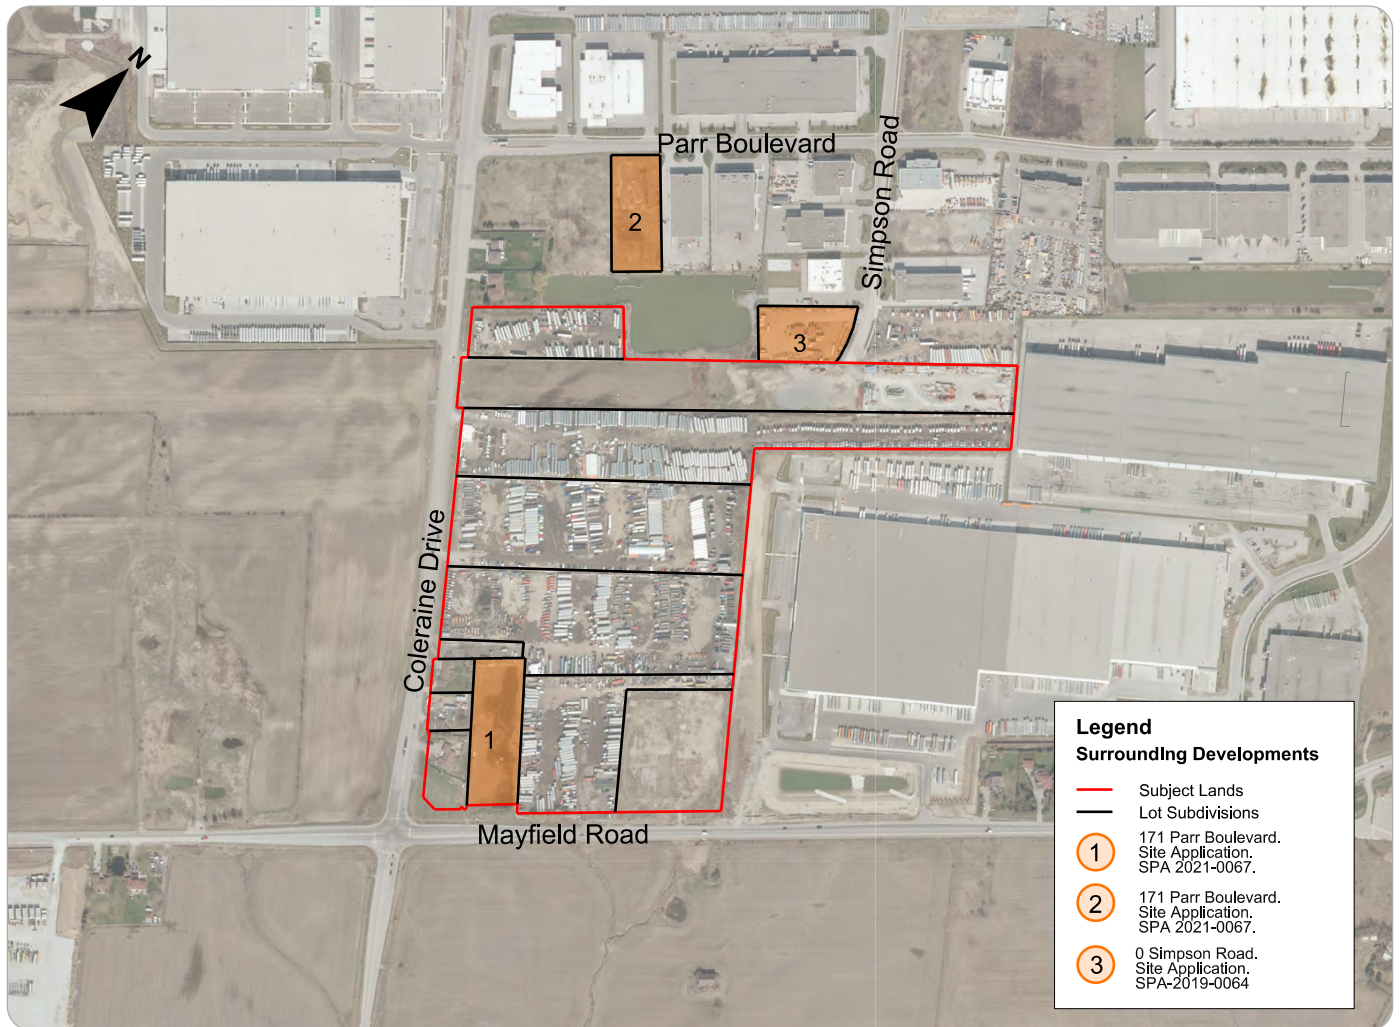 N
Parr Boulevard
Simpson Road
2
3
Coleraine Drive
1
Mayfield Road
Legend
Surrounding Developments
Subject Lands
Lot Subdivisions
1
171 Parr Boulevard.
Site Application.
SPA 2021-0067.
2
171 Parr Boulevard.
Site Application.
SPA 2021-0067.
3
0 Simpson Road.
Site Application.
SPA-2019-0064